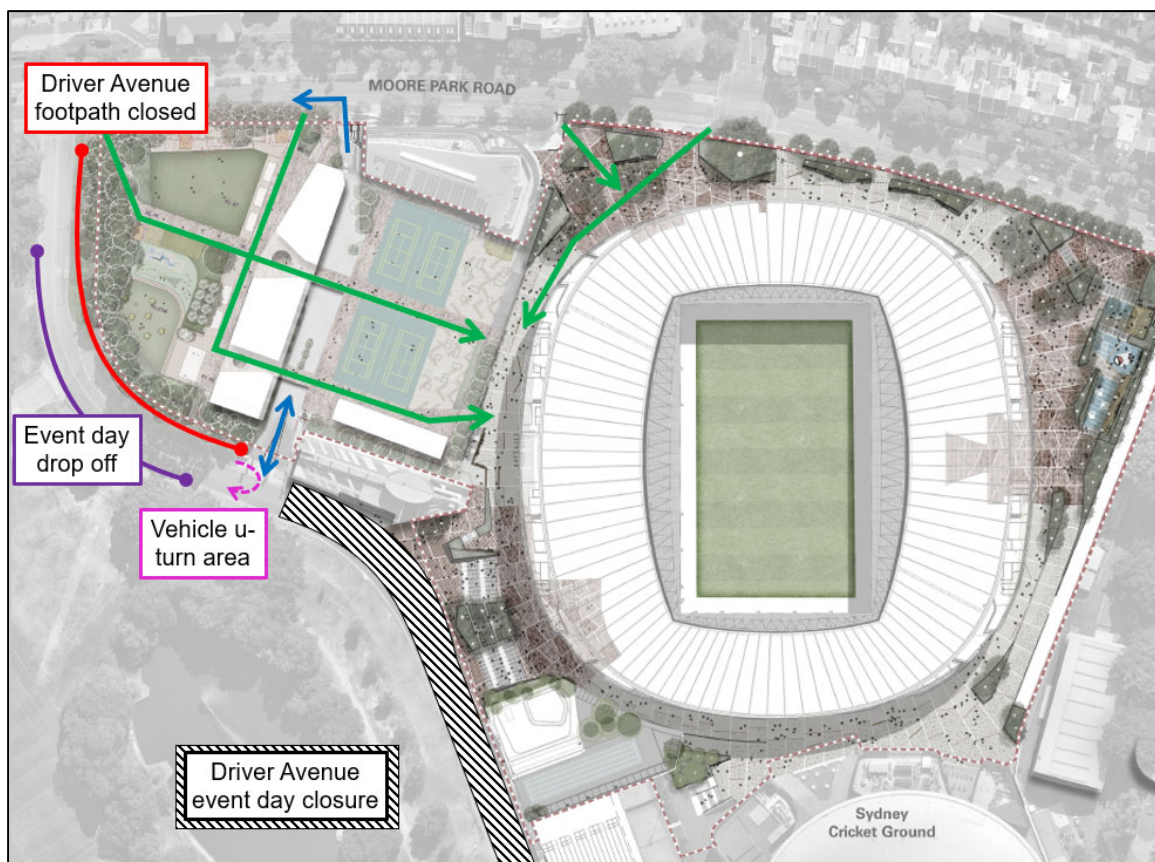 Driver Avenue
footpath closed
MOORE PARK ROAD
Event day
drop off
Vehicle u-
turn area
Driver Avenue
event day closure
Sydney
Cricket Ground